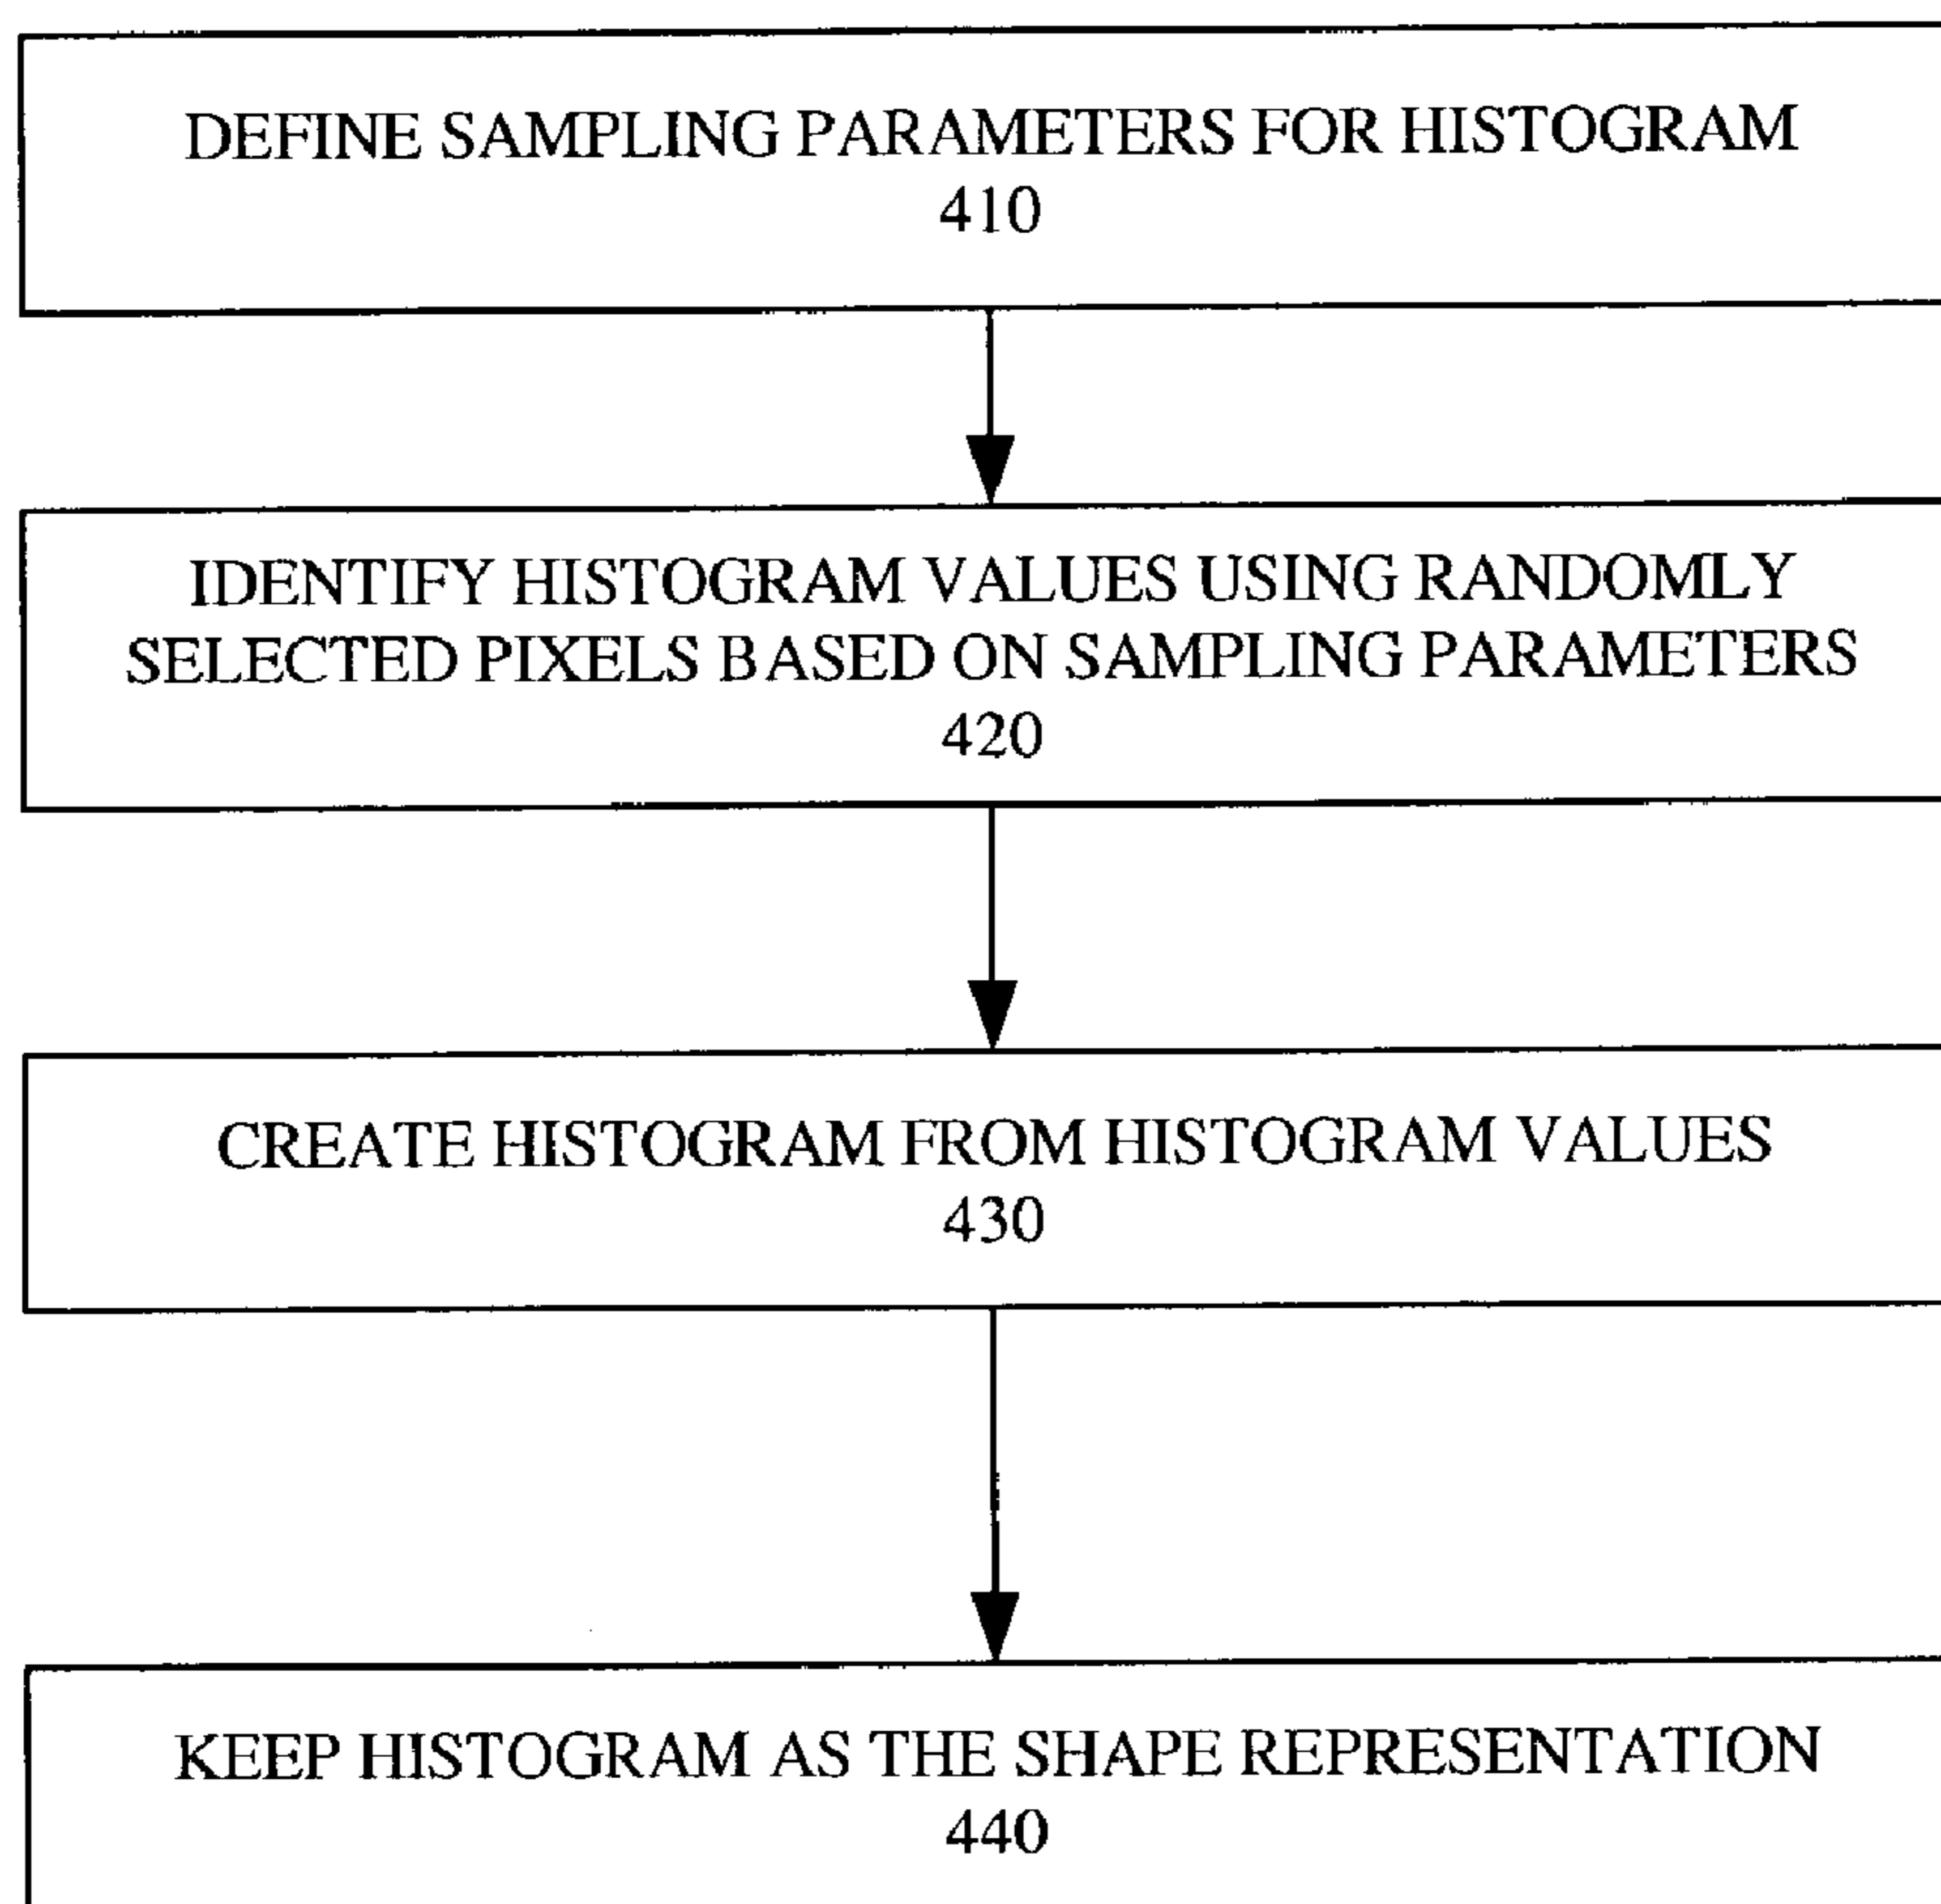 DEFINE SAMPLING PARAMETERS FOR HISTOGRAM
410
IDENTIFY HISTOGRAM VALUES USING RANDOMLY
SELECTED PIXELS BASED ON SAMPLING PARAMETERS
420
CREATE HISTOGRAM FROM HISTOGRAM VALUES
430
KEEP HISTOGRAM AS THE SHAPE REPRESENTATION
440